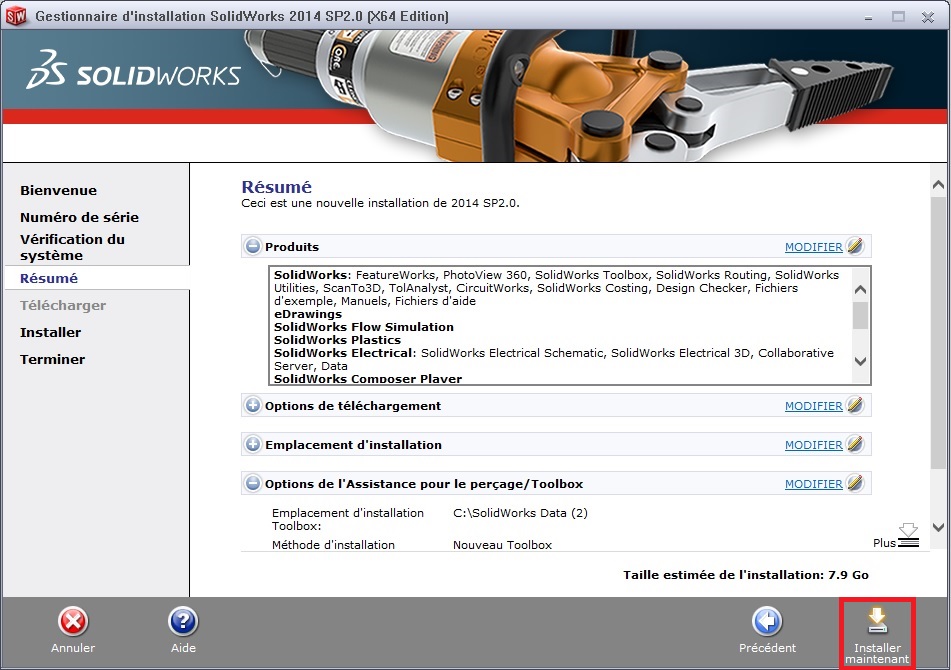 Gestionnaire d'installation SolidWorks 2014 SP2.0 (X64 Edition)
SOLIDWORKS
CORE
Bienvenue
Numéro de série
Vérification du
système
Résumé
Télécharger
Installer
Terminer
Résumé
Ceci est une nouvelle installation de 2014 SP2.0.
Produits MODIFIER
SolidWorks: FeatureWorks, PhotoView 360, SolidWorks Toolbox, SolidWorks Routing, SolidWorks
Utilities, ScanTo3D, TolAnalyst, CircuitWorks, SolidWorks Costing, Design Checker, Fichiers
d'exemple, Manuels, Fichiers d'aide
eDrawings
SolidWorks Flow Simulation
SolidWorks Plastics
SolidWorks Electrical: SolidWorks Electrical Schematic, SolidWorks Electrical 3D, Collaborative
Server, Data
SolidWorks Composer Player
Options de téléchargement MODIFIER
Emplacement d'installation MODIFIER
Options de l'Assistance pour le perçage/Toolbox MODIFIER
Emplacement d'installation C:\SolidWorks Data (2)
Toolbox:
Méthode d'installation Nouveau Toolbox
Plus
Taille estimée de l'installation: 7.9 Go
Annuler
Aide
Précédent
Installer
maintenant